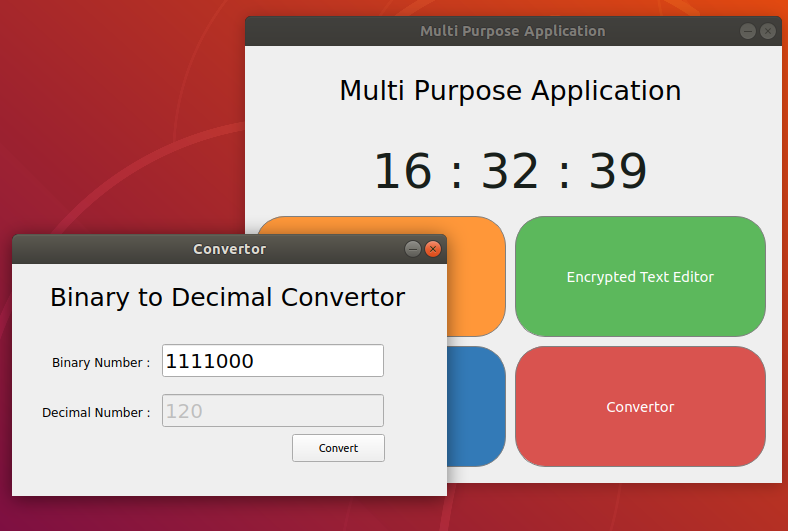 Multi Purpose Application
Multi Purpose Application
16 : 32 : 39
Encrypted Text Editor
Convertor
Convertor
Binary to Decimal Convertor
Binary Number : 1111000
Decimal Number : 120
Convert